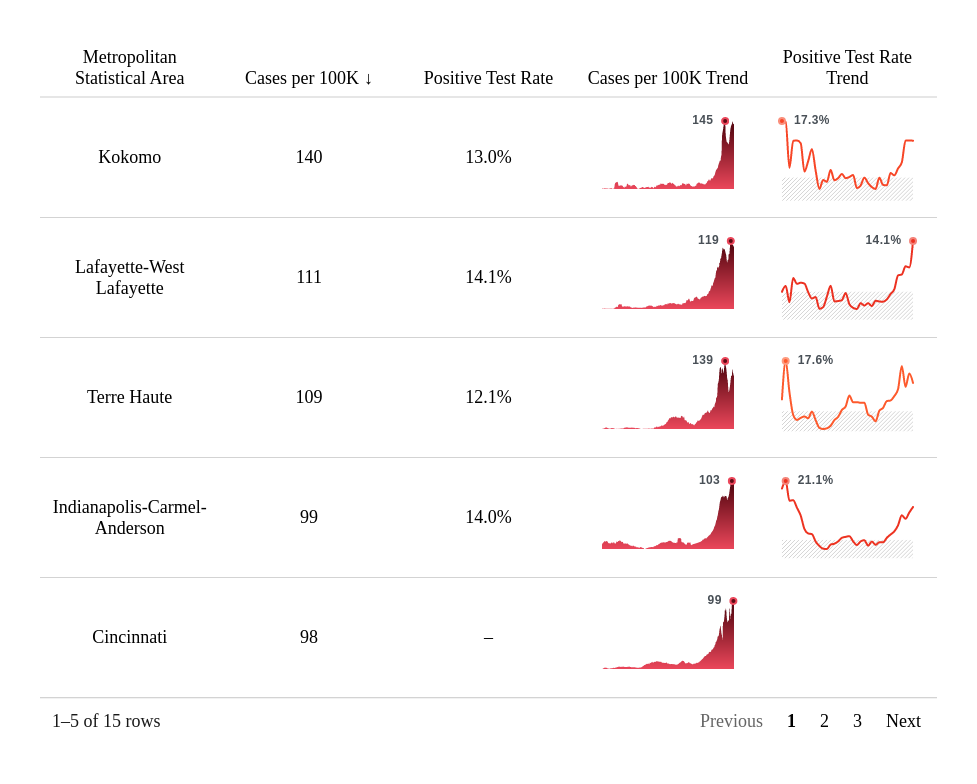 Metropolitan
Statistical Area
Cases per 100K ↓
Positive Test Rate
Cases per 100K Trend
Positive Test Rate
Trend
Kokomo
140
13.0%
145
17.3%
Lafayette-West
Lafayette
111
14.1%
119
14.1%
Terre Haute
109
12.1%
139
17.6%
Indianapolis-Carmel-
Anderson
99
14.0%
103
21.1%
Cincinnati
98
–
99
1–5 of 15 rows
Previous
1
2
3
Next